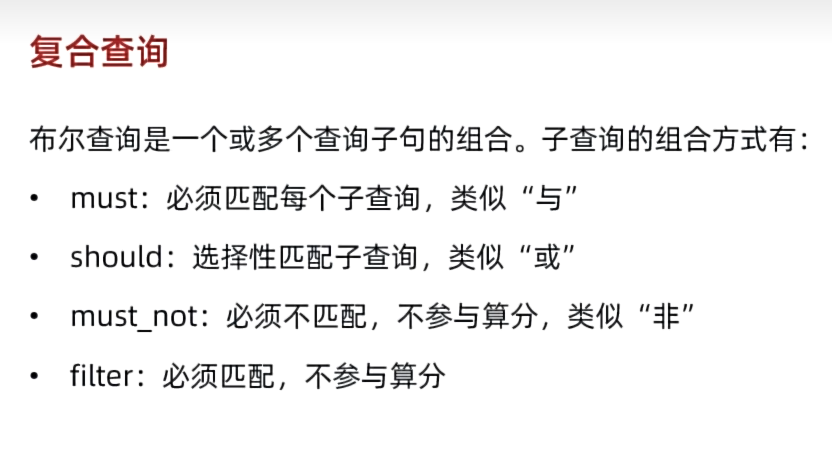 复合查询
布尔查询是一个或多个查询子句的组合。子查询的组合方式有：
• must：必须匹配每个子查询，类似“与”
• should：选择性匹配子查询，类似“或”
• must_not：必须不匹配，不参与算分，类似“非”
• filter：必须匹配，不参与算分